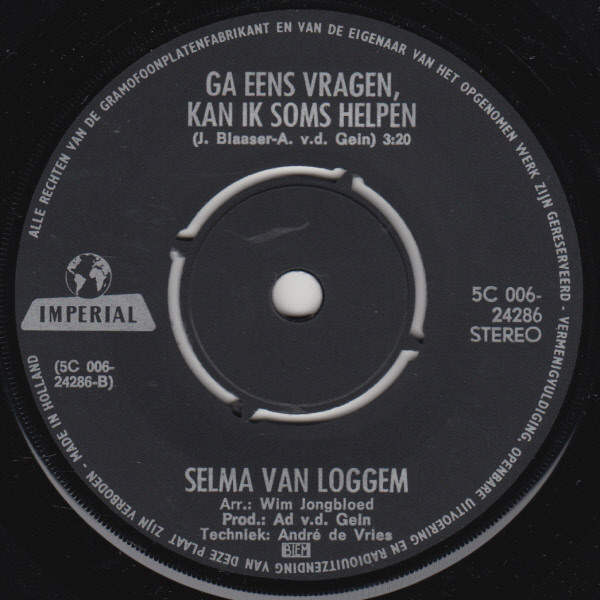 GA EENS VRAGEN,
KAN IK SOMS HELPEN
(J. Blaaser-A. v.d. Gein) 3:20
ALLE RECHTEN VAN DE GRAMOFOONPLATENFABRIKANT EN VAN DE EIGENAAR VAN HET OPGENOMEN WERK ZIJN GERESERVEERD - VERMENIGVULDIGING, OPENBARE UITVOERING EN RADIOUITZENDING VAN DEZE PLAAT ZIJN VERBODEN - MADE IN HOLLAND
IMPERIAL
(5C 006-
24286-B)
5C 006-
24286
STEREO
SELMA VAN LOGGEM
Arr.: Wim Jongbloed
Prod.: Ad v.d. Gein
Techniek: André de Vries
BIEM